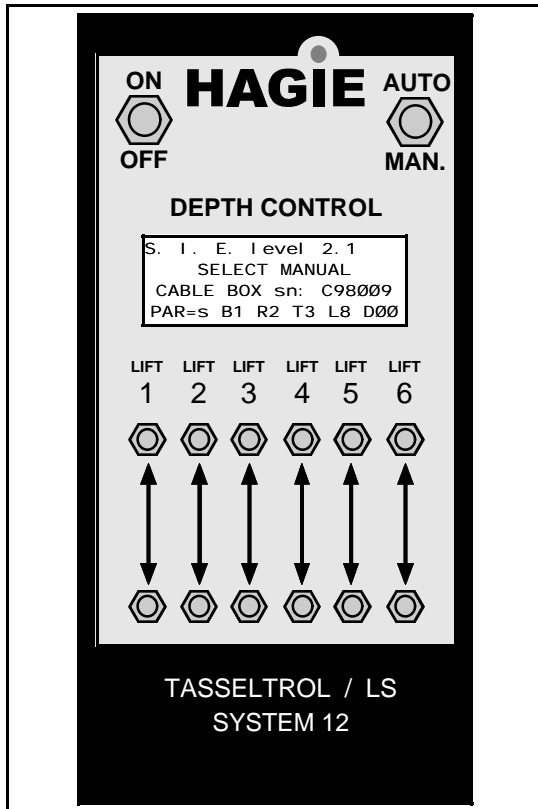 ON
HAGIE
AUTO
OFF
MAN.
DEPTH CONTROL
S. I. E. level 2.1
SELECT MANUAL
CABLE BOX sn: C98Ø09
PAR=s B1 R2 T3 L8 DØØ
LIFT LIFT LIFT LIFT LIFT LIFT
1 2 3 4 5 6
TASSELTROL / LS
SYSTEM 12